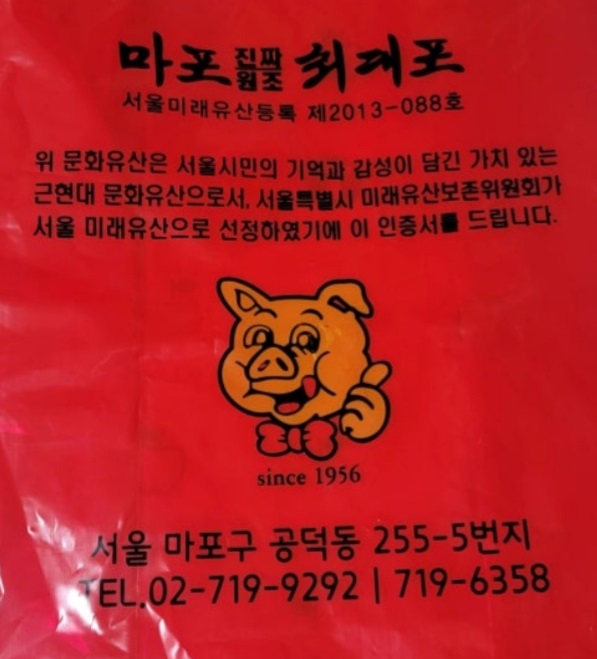 마포 진짜 원조 최대포
서울미래유산등록 제2013-088호
위 문화유산은 서울시민의 기억과 감성이 담긴 가치 있는
근현대 문화유산으로서, 서울특별시 미래유산보존위원회가
서울 미래유산으로 선정하였기에 이 인증서를 드립니다.
since 1956
서울 마포구 공덕동 255-5번지
TEL.02-719-9292 | 719-6358